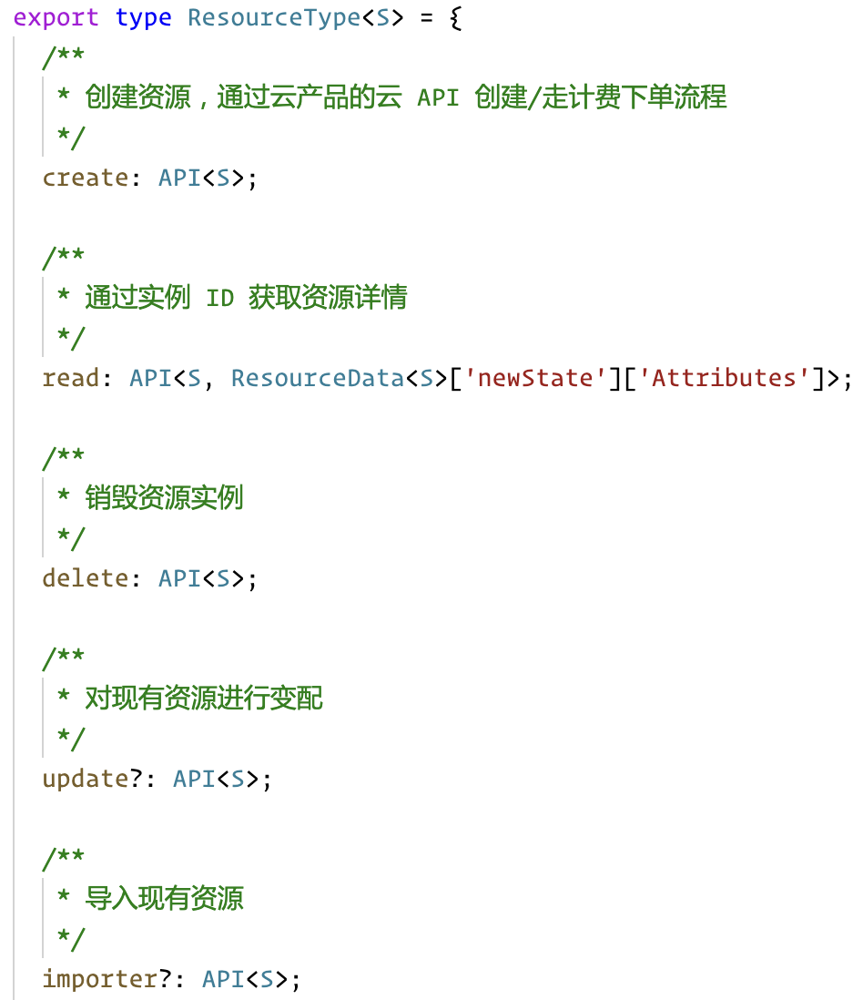 export type ResourceType<S> = {
/**
* 创建资源，通过云产品的云 API 创建/走计费下单流程
*/
create: API<S>;
/**
* 通过实例 ID 获取资源详情
*/
read: API<S, ResourceData<S>['newState']['Attributes']>;
/**
* 销毁资源实例
*/
delete: API<S>;
/**
* 对现有资源进行变配
*/
update?: API<S>;
/**
* 导入现有资源
*/
importer?: API<S>;